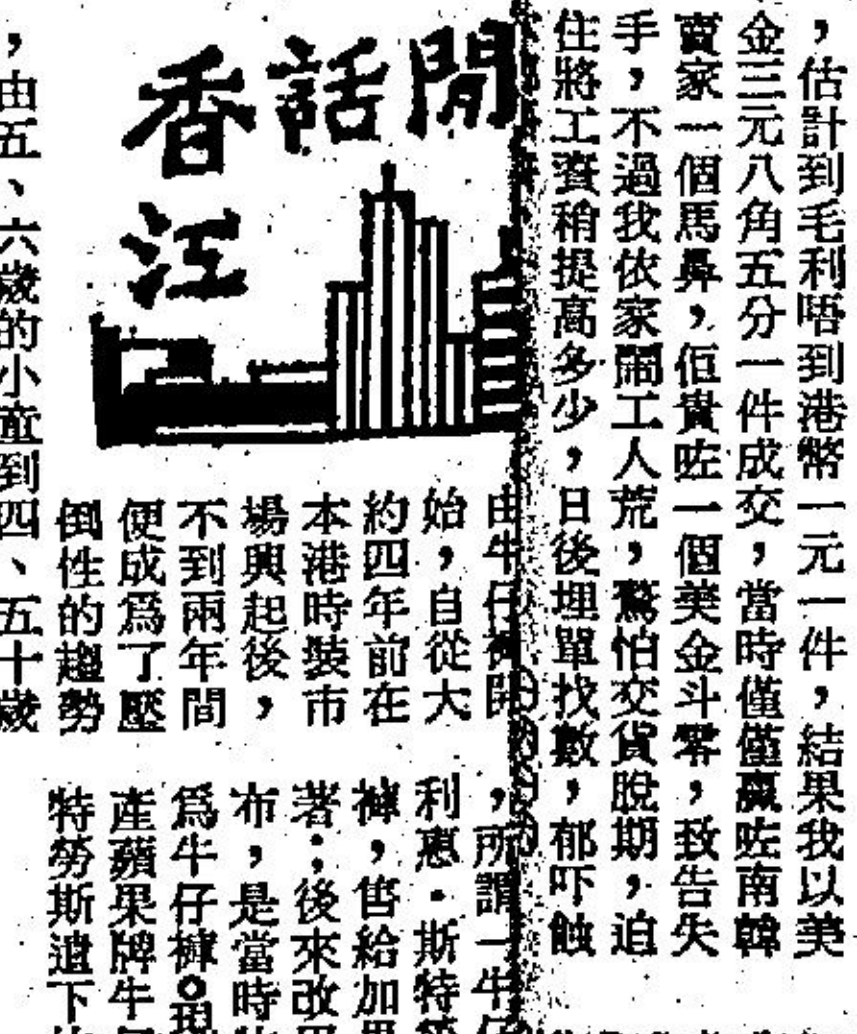 ，估計到毛利唔到港幣一元一件，結果我以美
金三元八角五分一件成交，當時僅僅贏咗南韓
賣家一個馬鼻，佢貴咗一個美金斗零，致告失
手，不過我依家鬧工人荒，驚怕交貨脫期，迫
住將工資稍提高多少，日後埋單找數，郁吓蝕
閒話香江
由牛仔褲開
始，自從大
約四年前在
本港時裝市
場興起後，
不到兩年間
便成爲了壓
倒性的趨勢
，由五、六歲的小童到四、五十歲
，所謂「牛仔
利惠·斯特勞
褲，售給加里
著；後來改用
布，是當時
爲牛仔褲。現
產蘋果牌牛
特勞斯遺下